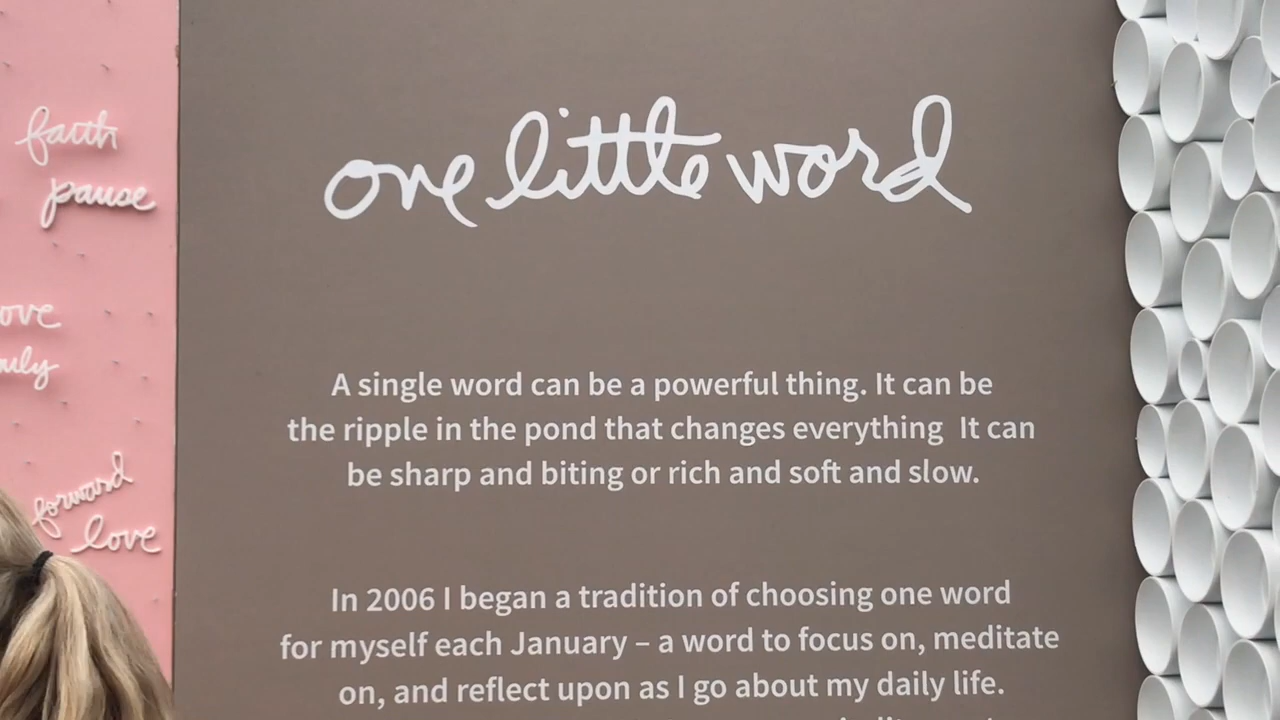 faith
pause
forward
love
one little word
A single word can be a powerful thing. It can be
the ripple in the pond that changes everything  It can
be sharp and biting or rich and soft and slow.
In 2006 I began a tradition of choosing one word
for myself each January – a word to focus on, meditate
on, and reflect upon as I go about my daily life.